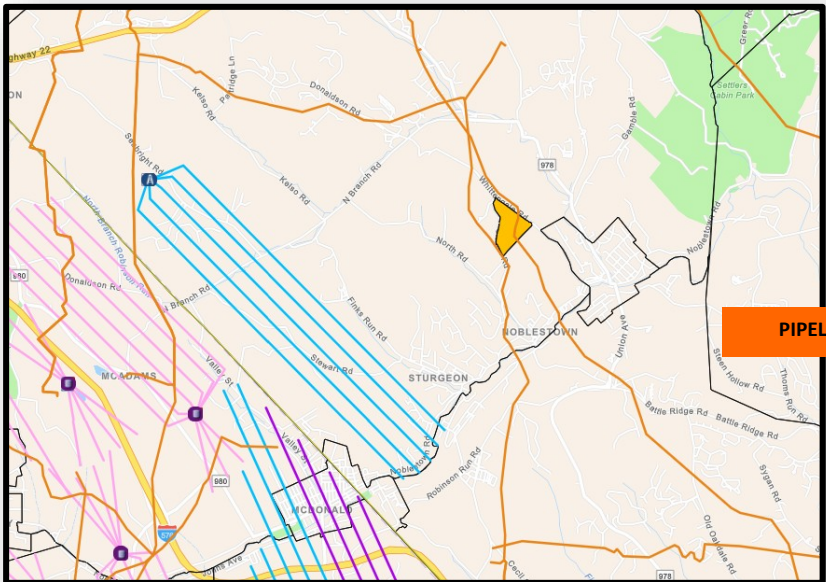 ghway 22
ON
Kelso Rd
Partridge Ln
Donaldson Rd
Greer Rd
Settlers
Cabin Park
Gamble Rd
Seabright Rd
N Branch Rd
Kelso Rd
978
North Branch Robinson Run
North Rd
Rd
Noblestown Rd
980
Donaldson Rd
N Branch Rd
Finks Run Rd
NOBLESTOWN
Union Ave
PIPEL
Steen Hollow Rd
Thoms Run Rd
MCADAMS
Valley St
Stewart Rd
STURGEON
Battle Ridge Rd
Battle Ridge Rd
Valley St
Noblestown Rd
Robinson Run Rd
Sygan Rd
980
MCDONALD
Old Oakdale Rd
576
Johns Ave
Cecil
978